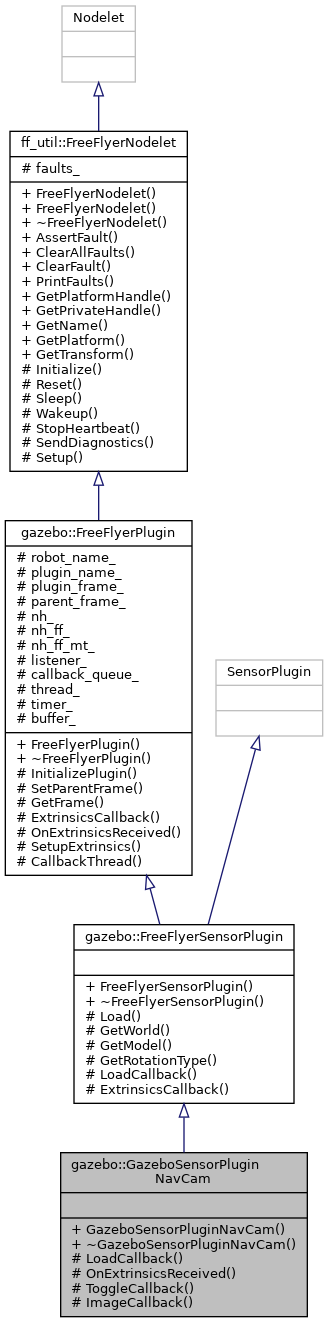 Nodelet
ff_util::FreeFlyerNodelet
# faults_
+ FreeFlyerNodelet()
+ FreeFlyerNodelet()
+ ~FreeFlyerNodelet()
+ AssertFault()
+ ClearAllFaults()
+ ClearFault()
+ PrintFaults()
+ GetPlatformHandle()
+ GetPrivateHandle()
+ GetName()
+ GetPlatform()
+ GetTransform()
# Initialize()
# Reset()
# Sleep()
# Wakeup()
# StopHeartbeat()
# SendDiagnostics()
# Setup()
gazebo::FreeFlyerPlugin
# robot_name_
# plugin_name_
# plugin_frame_
# parent_frame_
# nh_
# nh_ff_
# nh_ff_mt_
# listener_
# callback_queue_
# thread_
# timer_
# buffer_
+ FreeFlyerPlugin()
+ ~FreeFlyerPlugin()
# InitializePlugin()
# SetParentFrame()
# GetFrame()
# ExtrinsicsCallback()
# OnExtrinsicsReceived()
# SetupExtrinsics()
# CallbackThread()
SensorPlugin
gazebo::FreeFlyerSensorPlugin
+ FreeFlyerSensorPlugin()
+ ~FreeFlyerSensorPlugin()
# Load()
# GetWorld()
# GetModel()
# GetRotationType()
# LoadCallback()
# ExtrinsicsCallback()
gazebo::GazeboSensorPlugin
NavCam
+ GazeboSensorPluginNavCam()
+ ~GazeboSensorPluginNavCam()
# LoadCallback()
# OnExtrinsicsReceived()
# ToggleCallback()
# ImageCallback()